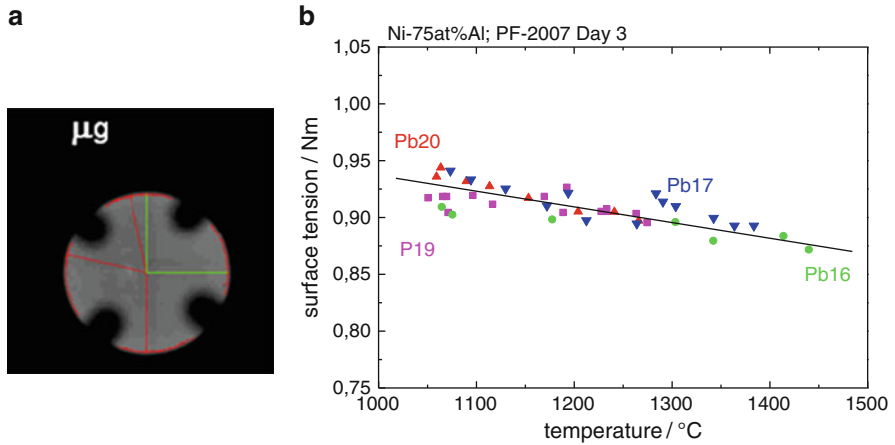 a
µg
b
Ni-75at%Al; PF-2007 Day 3
1,05
1,00
0,95
0,90
0,85
0,80
0,75
surface tension / Nm
Pb20
Pb17
P19
Pb16
1000
1100
1200
1300
1400
1500
temperature / °C